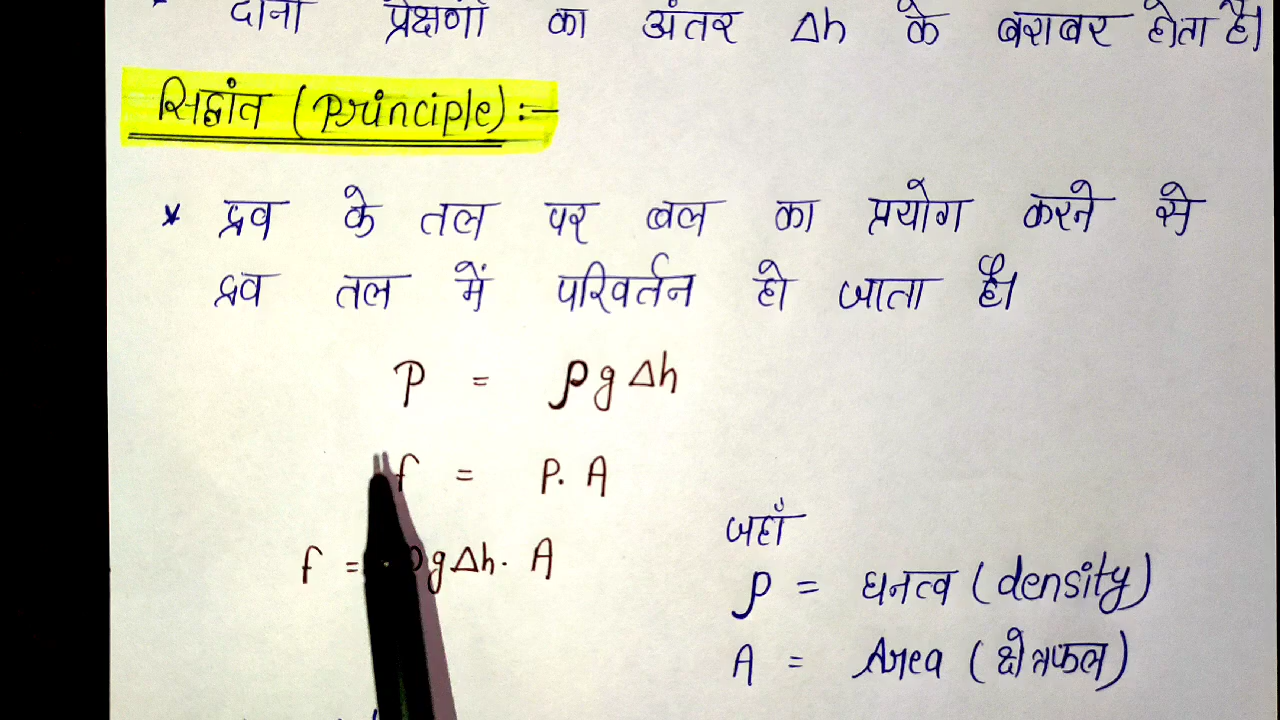 * दोनों प्रेक्षणों का अंतर Δh के बराबर होता है।
सिद्धांत (Principle) :-
* द्रव के तल पर बल का प्रयोग करने से
द्रव तल में परिवर्तन हो जाता है।
P = ρgΔh
f = P. A
f = ρgΔh. A
जहाँ
ρ = घनत्व (density)
A = Area (क्षेत्रफल)